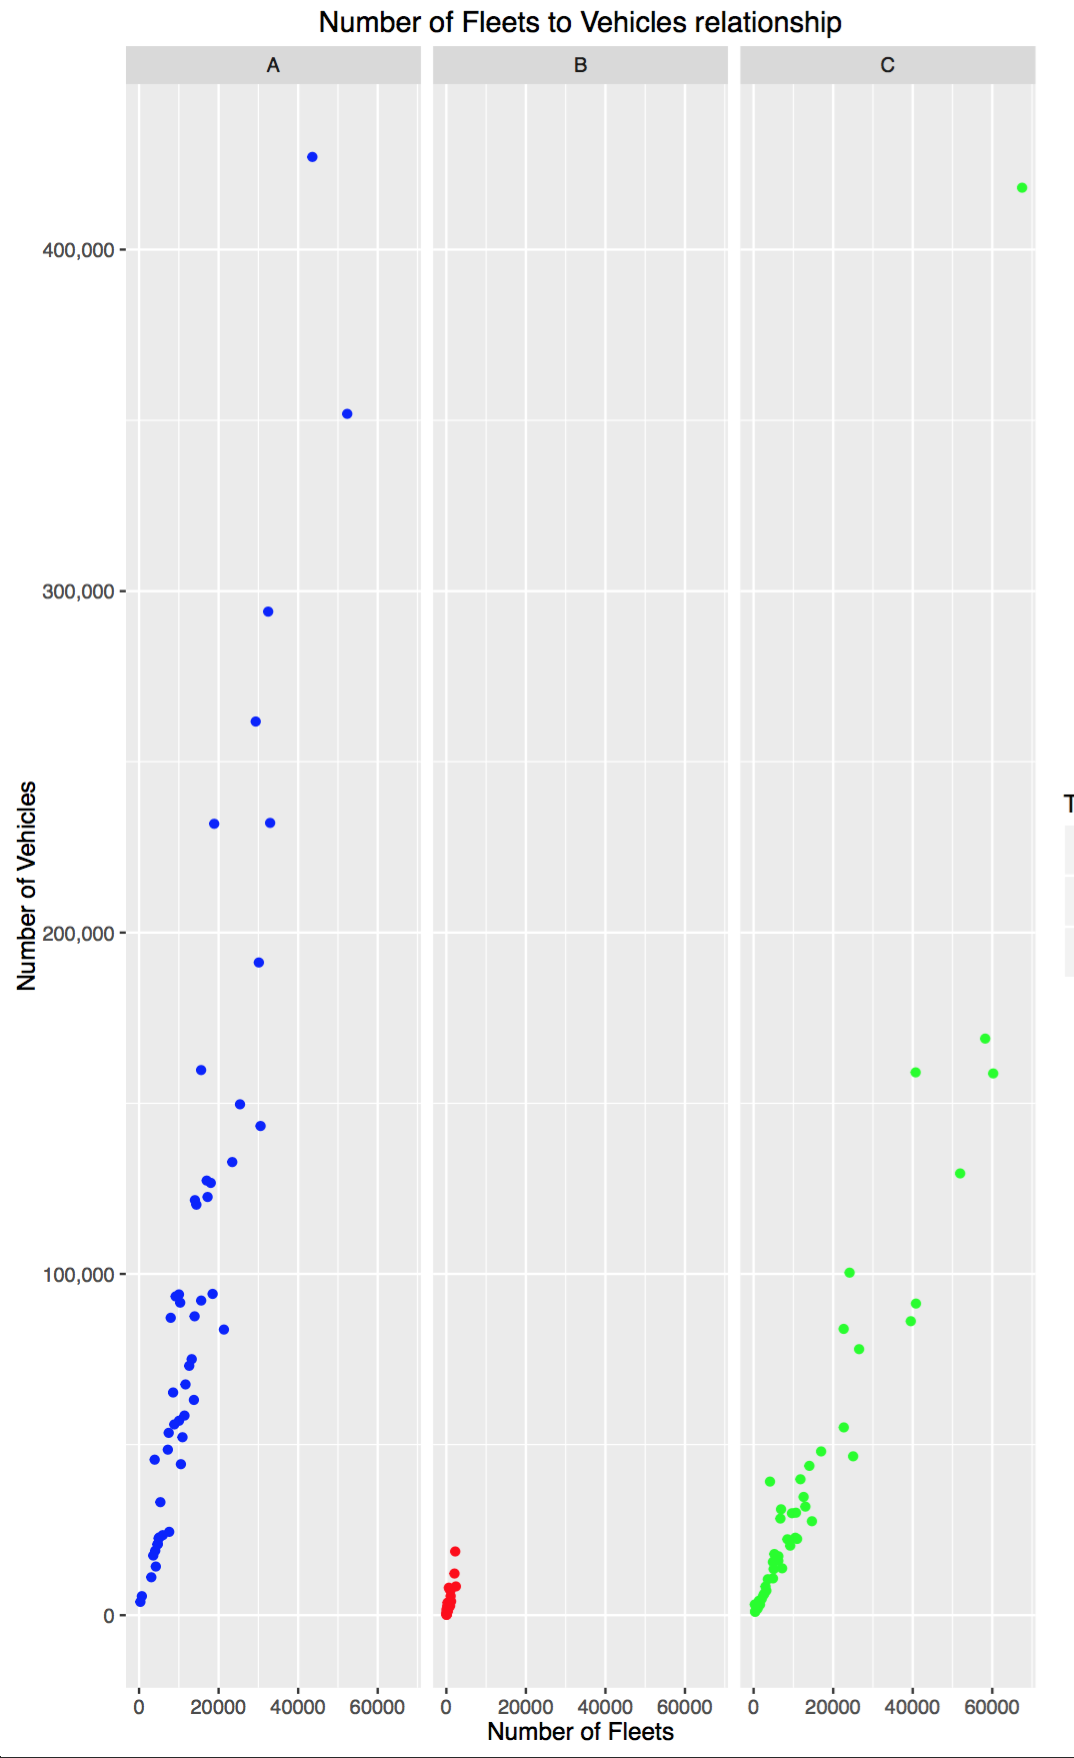 Number of Fleets to Vehicles relationship
A B C
400,000
300,000
200,000
100,000
0
Number of Vehicles
0 20000 40000 60000 0 20000 40000 60000 0 20000 40000 60000
Number of Fleets
T